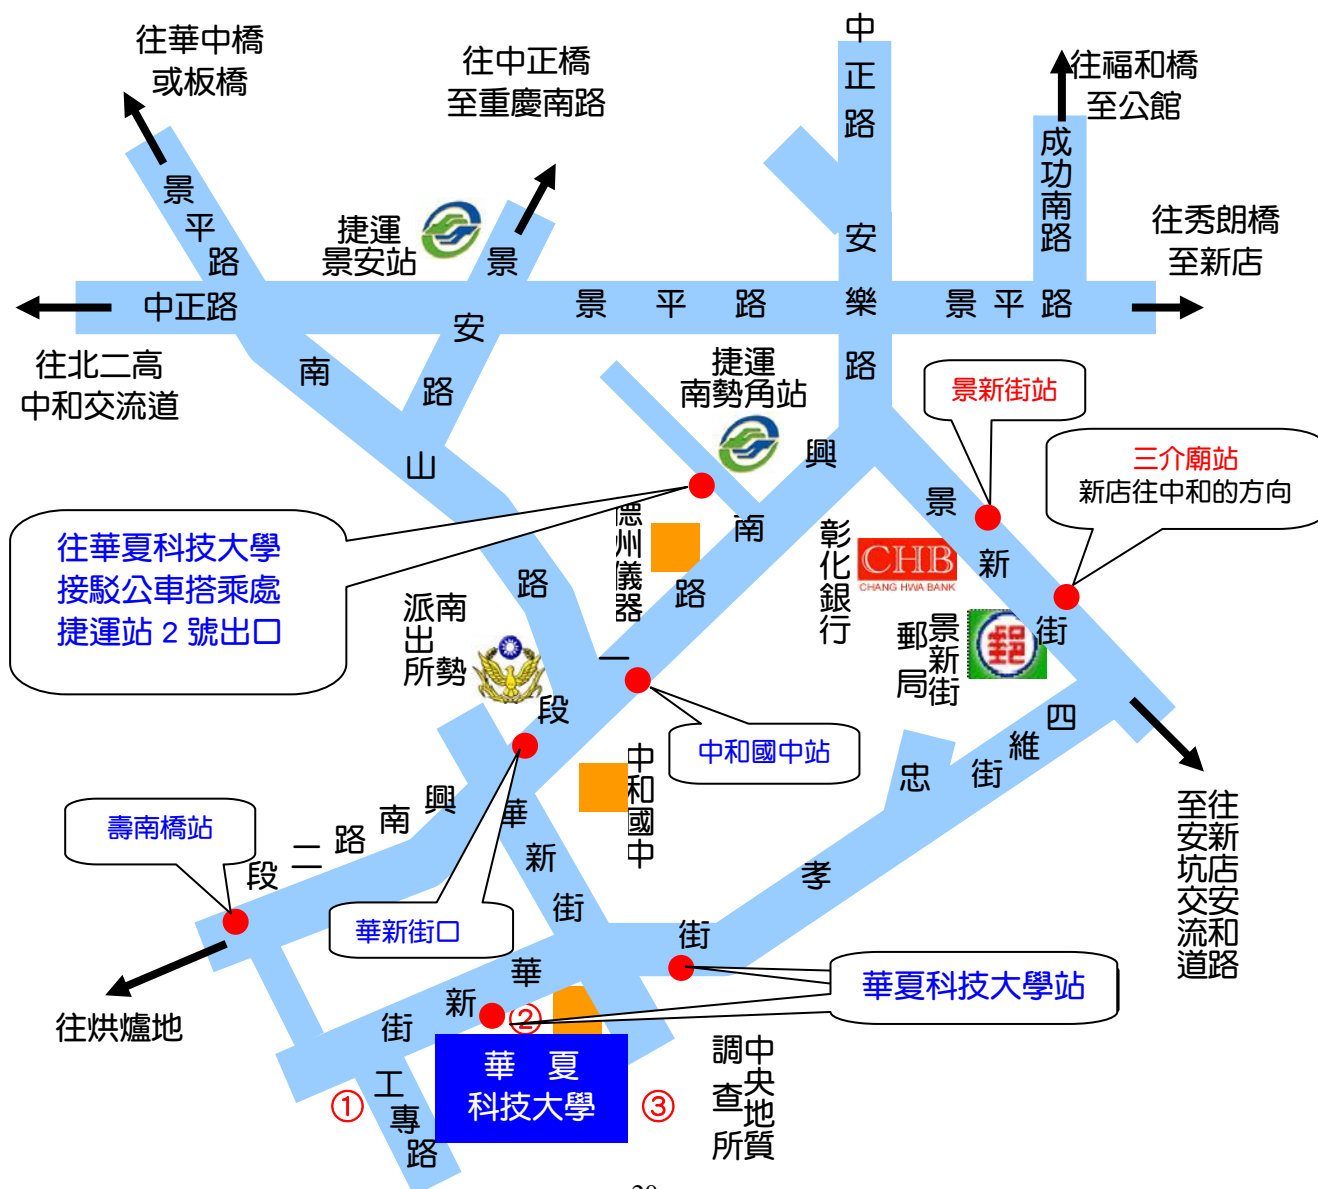 往華中橋
或板橋
往中正橋
至重慶南路
中正路
往福和橋
至公館
成功南路
往秀朗橋
至新店
景平路
捷運
景安站
景安路
中正路
景平路
安樂路
景平路
往北二高
中和交流道
南山路
捷運
南勢角站
景新街站
三介廟站
新店往中和的方向
往華夏科技大學
接駁公車搭乘處
捷運站 2 號出口
德州儀器
興南路一段
彰化銀行
CHB
CHANG HWA BANK
景新街
景新街
郵局
郵
南勢
派出所
中和國中站
中和國中
四維街
忠孝街
往新店安和路
至安坑交流道
壽南橋站
興南路二段
華新街
華新街口
往烘爐地
華新街
華夏科技大學站
①
②
③
華 夏
科技大學
工專路
中央地質
調查所